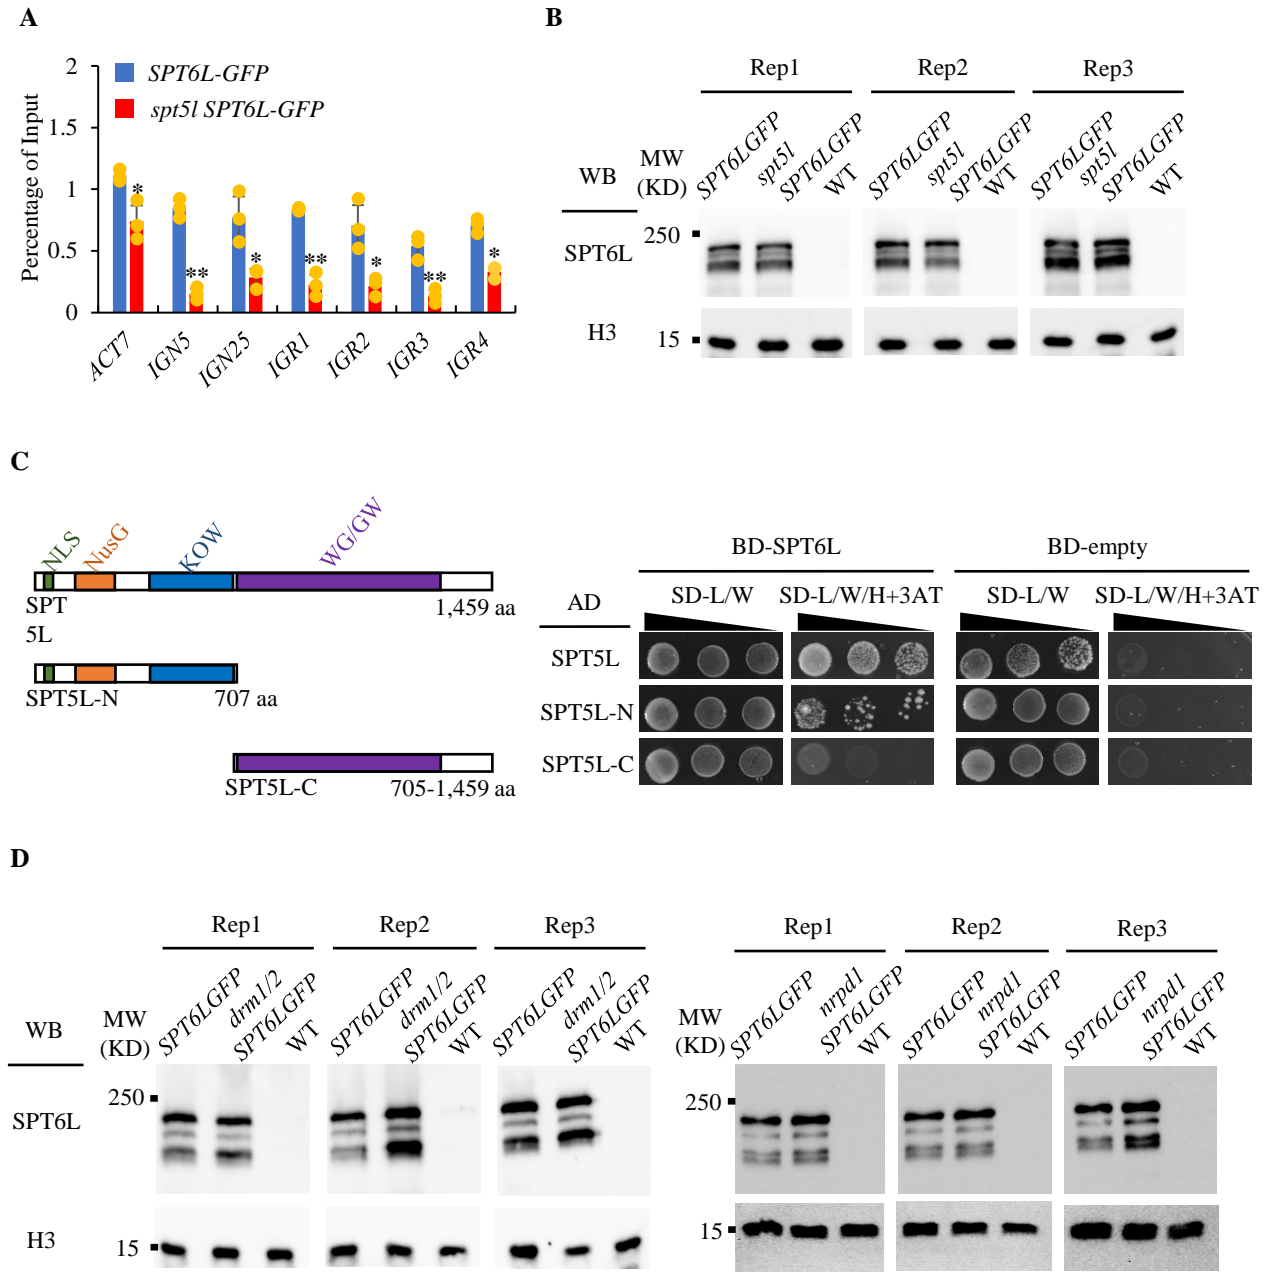 A
Percentage of Input
2
1.5
1
0.5
0
SPT6L-GFP
spt5l SPT6L-GFP
*
**
*
**
*
**
*
ACT7
IGN5
IGN25
IGR1
IGR2
IGR3
IGR4
B
Rep1
Rep2
Rep3
WB
MW
(KD)
SPT6LGFP
spt5l
SPT6LGFP
WT
SPT6LGFP
spt5l
SPT6LGFP
WT
SPT6LGFP
spt5l
SPT6LGFP
WT
SPT6L
250
H3
15
C
NLS
NusG
KOW
WG/GW
SPT
5L
1,459 aa
SPT5L-N
707 aa
SPT5L-C
705-1,459 aa
BD-SPT6L
BD-empty
AD
SD-L/W
SD-L/W/H+3AT
SD-L/W
SD-L/W/H+3AT
SPT5L
SPT5L-N
SPT5L-C
D
Rep1
Rep2
Rep3
WB
MW
(KD)
SPT6LGFP
drm1/2
SPT6LGFP
WT
SPT6LGFP
drm1/2
SPT6LGFP
WT
SPT6LGFP
drm1/2
SPT6LGFP
WT
SPT6L
250
H3
15
Rep1
Rep2
Rep3
MW
(KD)
SPT6LGFP
nrpd1
SPT6LGFP
WT
SPT6LGFP
nrpd1
SPT6LGFP
WT
SPT6LGFP
nrpd1
SPT6LGFP
WT
250
15